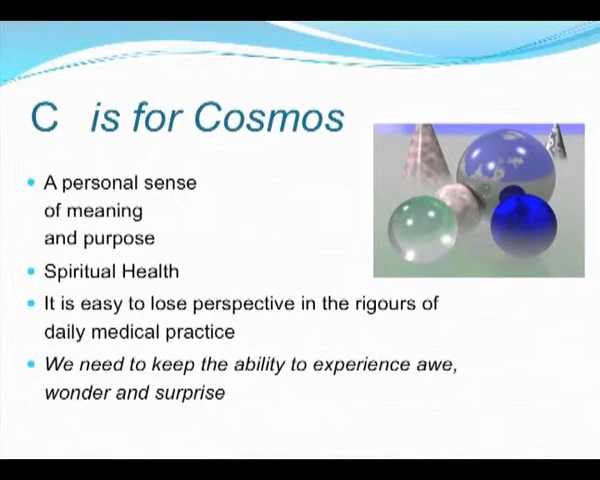 C is for Cosmos
A personal sense
of meaning
and purpose
Spiritual Health
It is easy to lose perspective in the rigours of
daily medical practice
We need to keep the ability to experience awe,
wonder and surprise